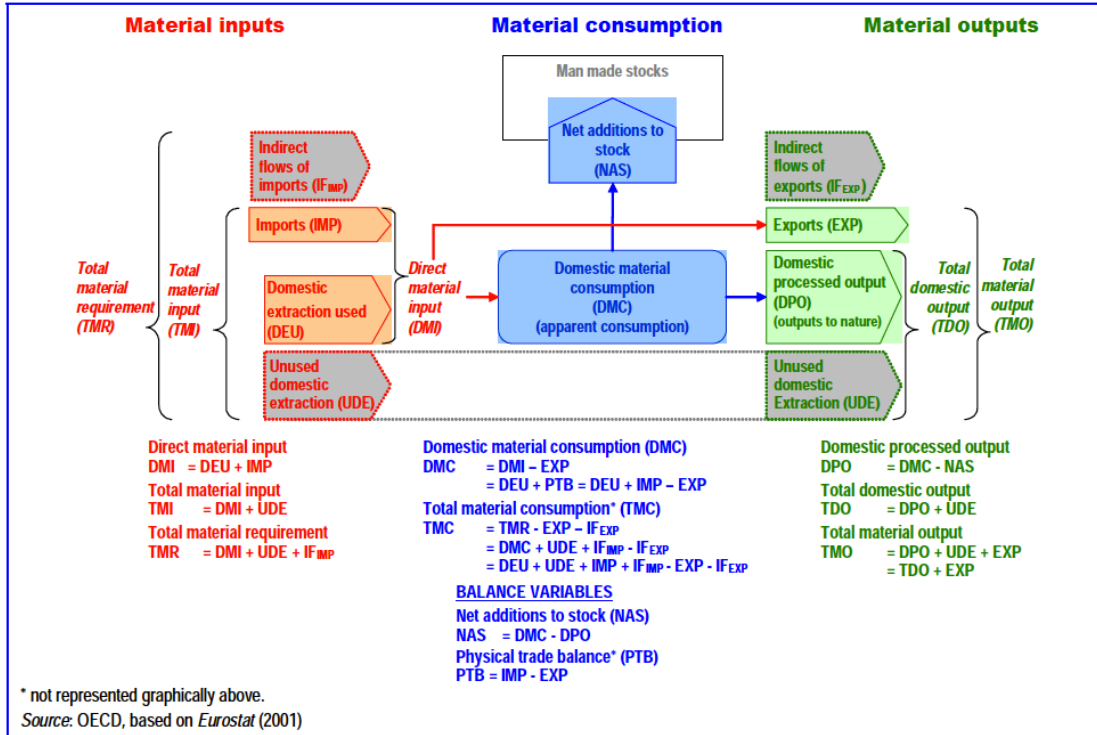 Material inputs
Material consumption
Material outputs
Man made stocks
Net additions to
stock
(NAS)
Indirect
flows of
imports (IF_IMP)
Indirect
flows of
exports (IF_EXP)
Imports (IMP)
Exports (EXP)
Total
material
requirement
(TMR)
Total
material
input
(TMI)
Domestic
extraction used
(DEU)
Direct
material
input
(DMI)
Domestic material
consumption
(DMC)
(apparent consumption)
Domestic
processed output
(DPO)
(outputs to nature)
Total
domestic
output
(TDO)
Total
material
output
(TMO)
Unused
domestic
extraction (UDE)
Unused
domestic
Extraction (UDE)
Direct material input
DMI = DEU + IMP
Total material input
TMI = DMI + UDE
Total material requirement
TMR = DMI + UDE + IF_IMP
Domestic material consumption (DMC)
DMC = DMI – EXP
= DEU + PTB = DEU + IMP – EXP
Total material consumption* (TMC)
TMC = TMR - EXP – IF_EXP
= DMC + UDE + IF_IMP - IF_EXP
= DEU + UDE + IMP + IF_IMP - EXP - IF_EXP
BALANCE VARIABLES
Net additions to stock (NAS)
NAS = DMC - DPO
Physical trade balance* (PTB)
PTB = IMP - EXP
Domestic processed output
DPO = DMC - NAS
Total domestic output
TDO = DPO + UDE
Total material output
TMO = DPO + UDE + EXP
= TDO + EXP
* not represented graphically above.
Source: OECD, based on Eurostat (2001)